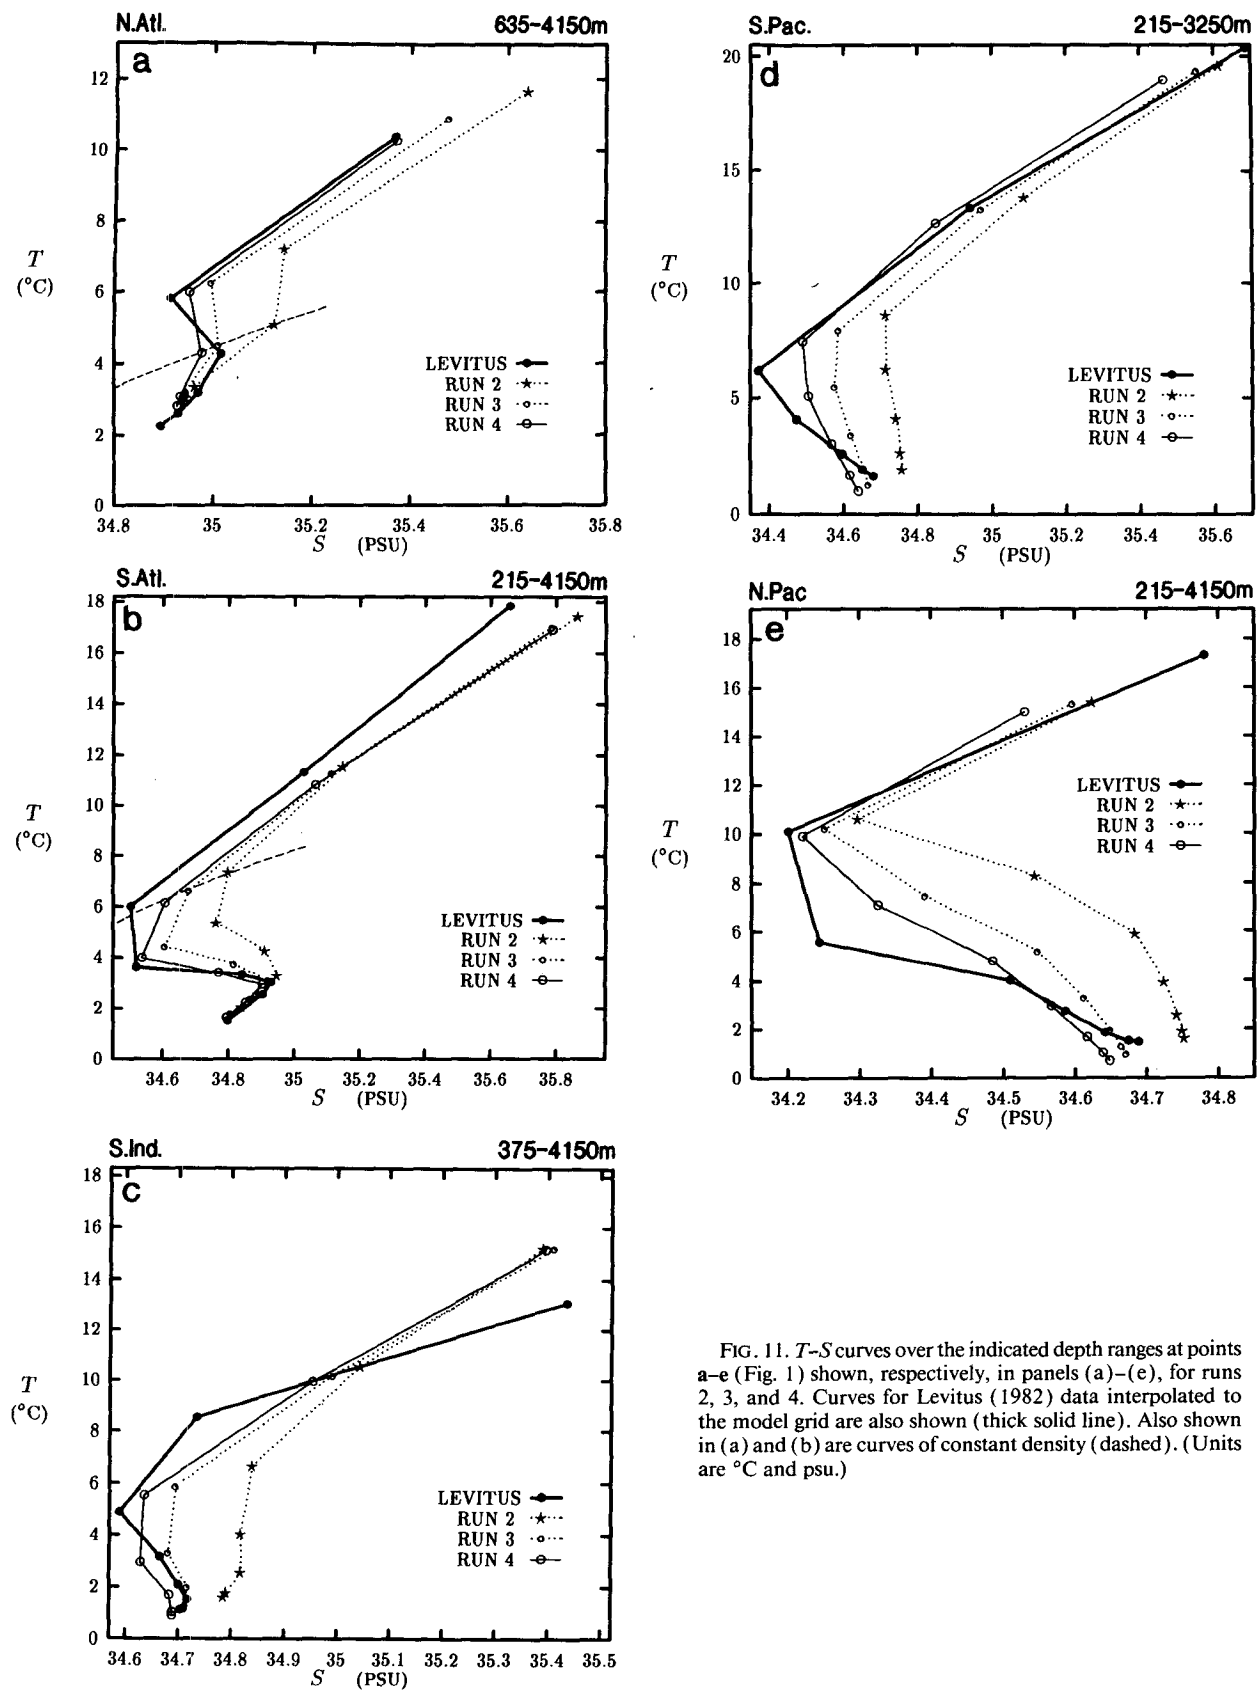 N.Atl. 635-4150m
a
12
10
8
6
4
2
0
T
(°C)
LEVITUS
RUN 2
RUN 3
RUN 4
34.8 35 35.2 35.4 35.6 35.8
S (PSU)
S.Atl. 215-4150m
b
18
16
14
12
10
8
6
4
2
0
T
(°C)
LEVITUS
RUN 2
RUN 3
RUN 4
34.6 34.8 35 35.2 35.4 35.6 35.8
S (PSU)
S.Ind. 375-4150m
c
18
16
14
12
10
8
6
4
2
0
T
(°C)
LEVITUS
RUN 2
RUN 3
RUN 4
34.6 34.7 34.8 34.9 35 35.1 35.2 35.3 35.4 35.5
S (PSU)
S.Pac. 215-3250m
d
20
15
10
5
0
T
(°C)
LEVITUS
RUN 2
RUN 3
RUN 4
34.4 34.6 34.8 35 35.2 35.4 35.6
S (PSU)
N.Pac 215-4150m
e
18
16
14
12
10
8
6
4
2
0
T
(°C)
LEVITUS
RUN 2
RUN 3
RUN 4
34.2 34.3 34.4 34.5 34.6 34.7 34.8
S (PSU)
FIG. 11. T-S curves over the indicated depth ranges at points
a-e (Fig. 1) shown, respectively, in panels (a)-(e), for runs
2, 3, and 4. Curves for Levitus (1982) data interpolated to
the model grid are also shown (thick solid line). Also shown
in (a) and (b) are curves of constant density (dashed). (Units
are °C and psu.)